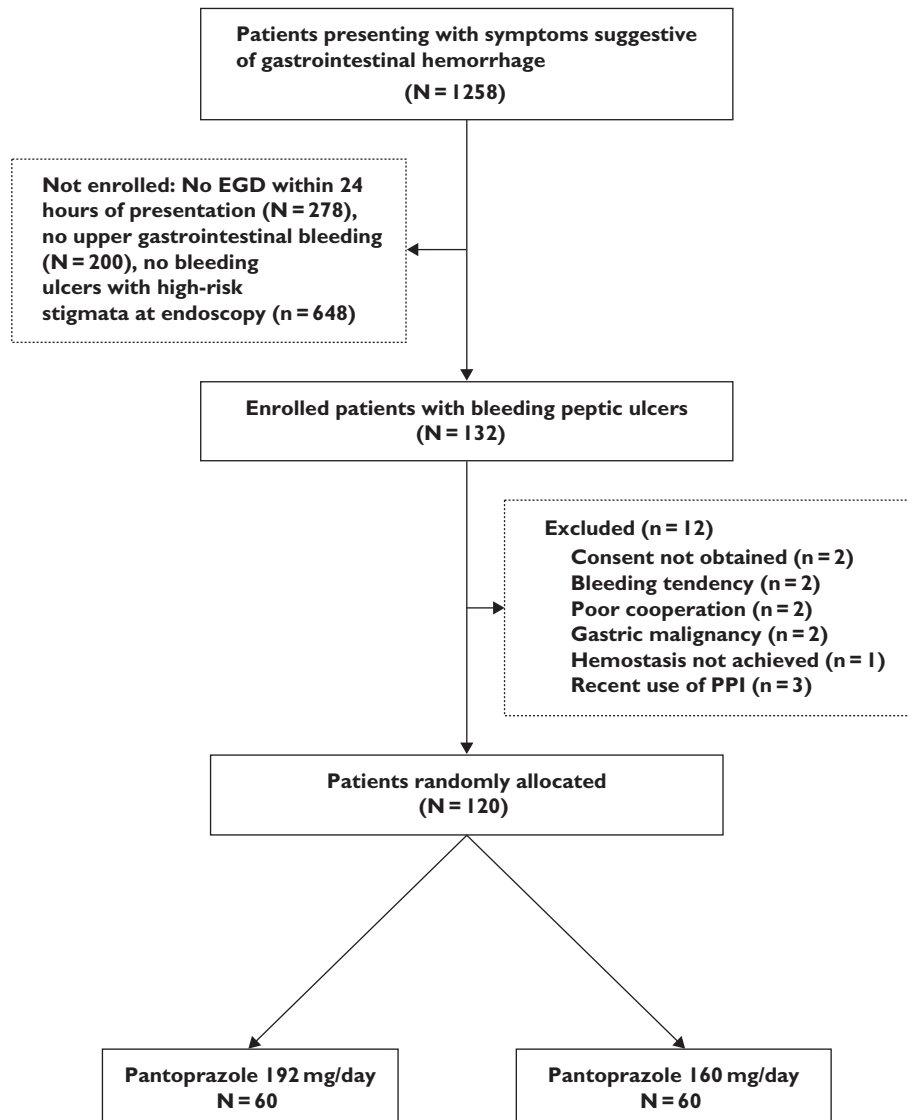 Patients presenting with symptoms suggestive
of gastrointestinal hemorrhage
(N = 1258)
Not enrolled: No EGD within 24
hours of presentation (N = 278),
no upper gastrointestinal bleeding
(N = 200), no bleeding
ulcers with high-risk
stigmata at endoscopy (n = 648)
Enrolled patients with bleeding peptic ulcers
(N = 132)
Excluded (n = 12)
Consent not obtained (n = 2)
Bleeding tendency (n = 2)
Poor cooperation (n = 2)
Gastric malignancy (n = 2)
Hemostasis not achieved (n = 1)
Recent use of PPI (n = 3)
Patients randomly allocated
(N = 120)
Pantoprazole 192 mg/day
N = 60
Pantoprazole 160 mg/day
N = 60